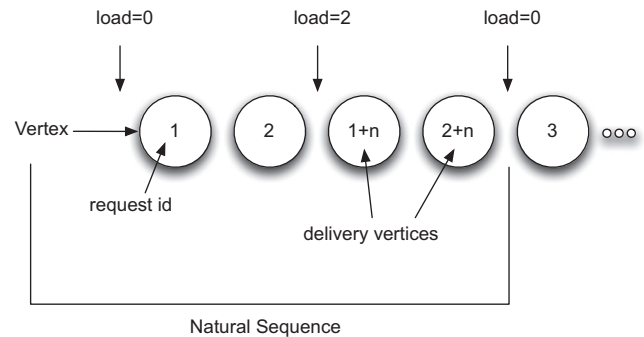 load=0 load=2 load=0
Vertex 1 2 1+n 2+n 3
request id
delivery vertices
Natural Sequence